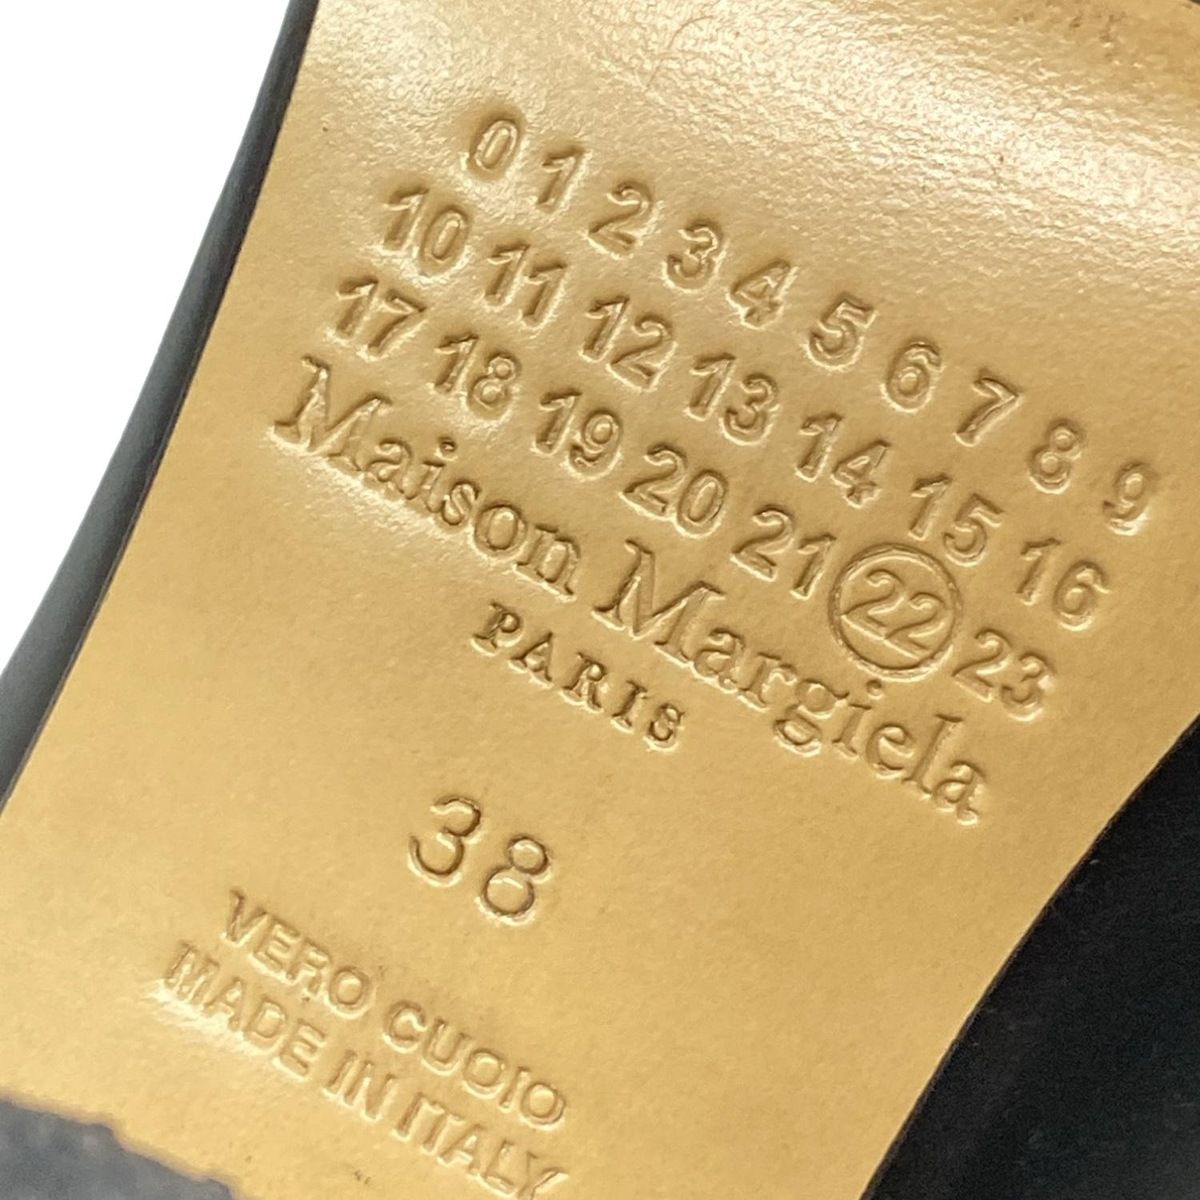 0 1 2 3 4 5 6 7 8 9
10 11 12 13 14 15 16
17 18 19 20 21 22 23
Maison Margiela
PARIS
38
VERO CUOIO
MADE IN ITALY